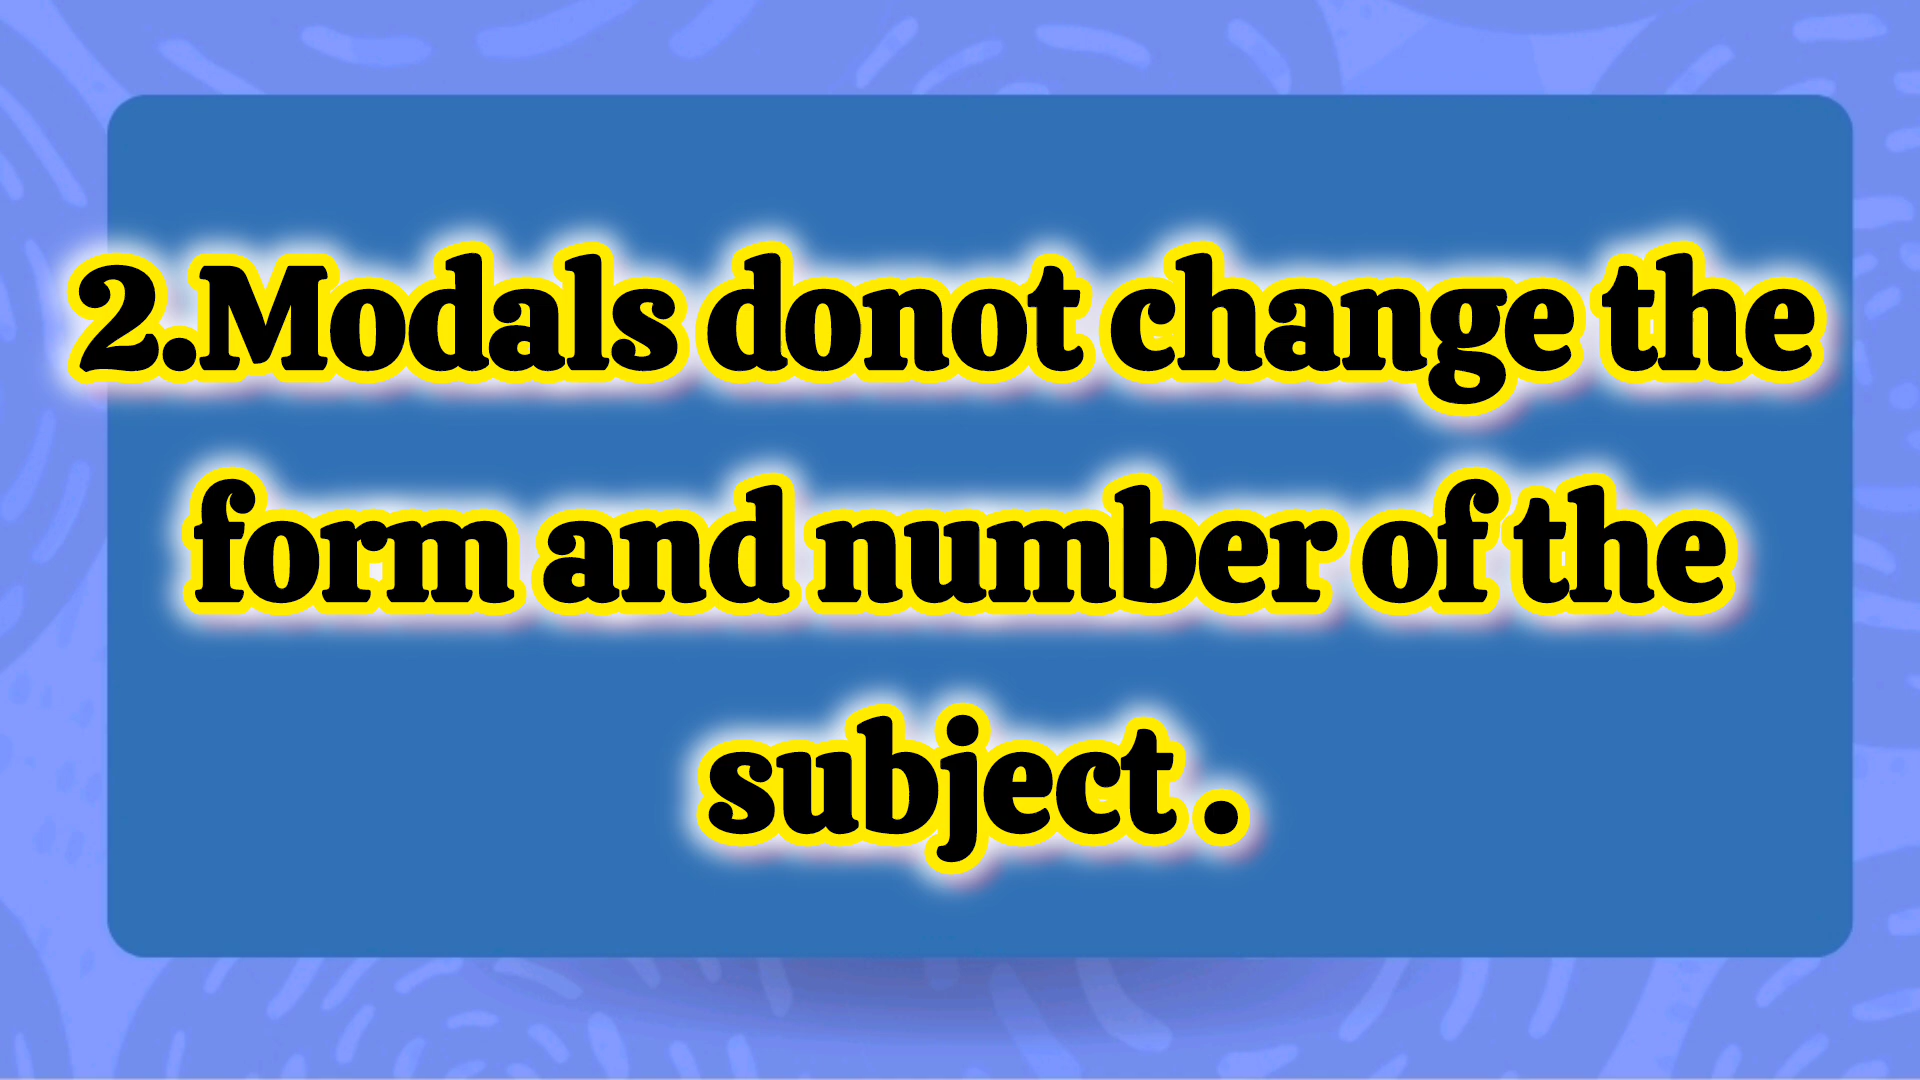 2.Modals donot change the
form and number of the
subject .